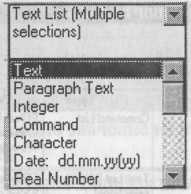 Text List (Multiple
selections)
Text
Paragraph Text
Integer
Command
Character
Date: dd.mm.yy(yy)
Real Number